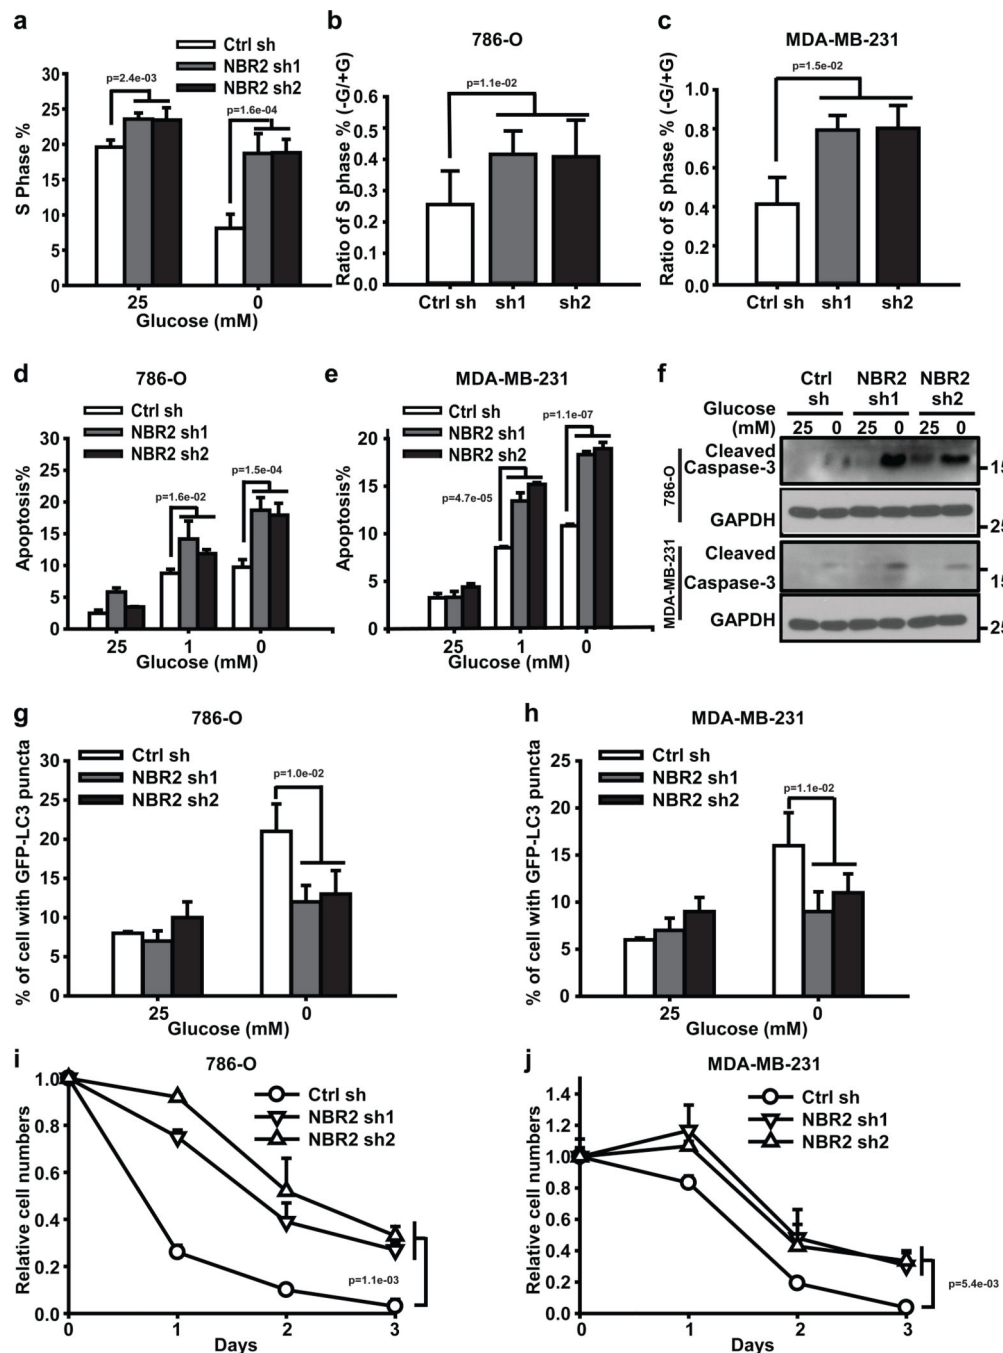 a
Ctrl sh
NBR2 sh1
NBR2 sh2
p=2.4e-03
p=1.6e-04
S Phase %
30
25
20
15
10
5
0
25 0
Glucose (mM)
b
786-O
p=1.1e-02
Ratio of S phase % (-G/+G)
0.6
0.5
0.4
0.3
0.2
0.1
0.0
Ctrl sh sh1 sh2
c
MDA-MB-231
p=1.5e-02
Ratio of S phase % (-G/+G)
1.0
0.8
0.6
0.4
0.2
0.0
Ctrl sh sh1 sh2
d
786-O
Ctrl sh
NBR2 sh1
NBR2 sh2
p=1.6e-02
p=1.5e-04
Apoptosis%
30
25
20
15
10
5
0
25 1 0
Glucose (mM)
e
MDA-MB-231
Ctrl sh
NBR2 sh1
NBR2 sh2
p=4.7e-05
p=1.1e-07
Apoptosis%
20
15
10
5
0
25 1 0
Glucose (mM)
f
Ctrl NBR2 NBR2
sh sh1 sh2
Glucose
(mM) 25 0 25 0 25 0
786-O
Cleaved
Caspase-3
15
GAPDH
25
MDA-MB-231
Cleaved
Caspase-3
15
GAPDH
25
g
786-O
Ctrl sh
NBR2 sh1
NBR2 sh2
p=1.0e-02
% of cell with GFP-LC3 puncta
30
25
20
15
10
5
0
25 0
Glucose (mM)
h
MDA-MB-231
Ctrl sh
NBR2 sh1
NBR2 sh2
p=1.1e-02
% of cell with GFP-LC3 puncta
25
20
15
10
5
0
25 0
Glucose (mM)
i
786-O
Ctrl sh
NBR2 sh1
NBR2 sh2
p=1.1e-03
Relative cell numbers
1.0
0.8
0.6
0.4
0.2
0.0
0 1 2 3
Days
j
MDA-MB-231
Ctrl sh
NBR2 sh1
NBR2 sh2
p=5.4e-03
Relative cell numbers
1.4
1.2
1.0
0.8
0.6
0.4
0.2
0.0
0 1 2 3
Days